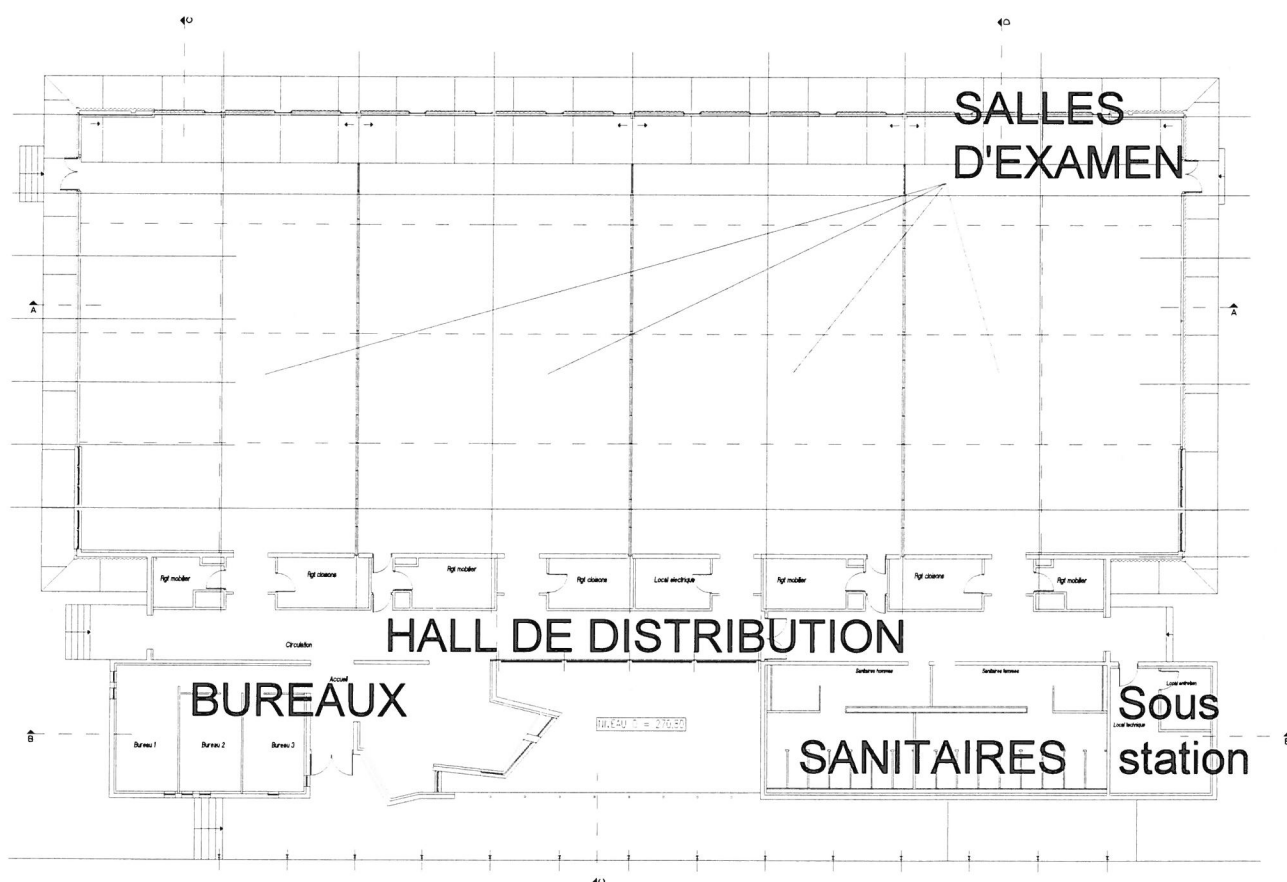 C
D
SALLES
D'EXAMEN
A
A
Rgt mobilier
Rgt cloisons
Rgt mobilier
Rgt cloisons
Local electrique
Rgt mobilier
Rgt cloisons
Rgt mobilier
HALL DE DISTRIBUTION
Circulation
Accueil
Sanitaires hommes
Sanitaires femmes
Local entretien
BUREAUX
Sous
Local technique
B
Bureau 1
Bureau 2
Bureau 3
SANITAIRES
station
B